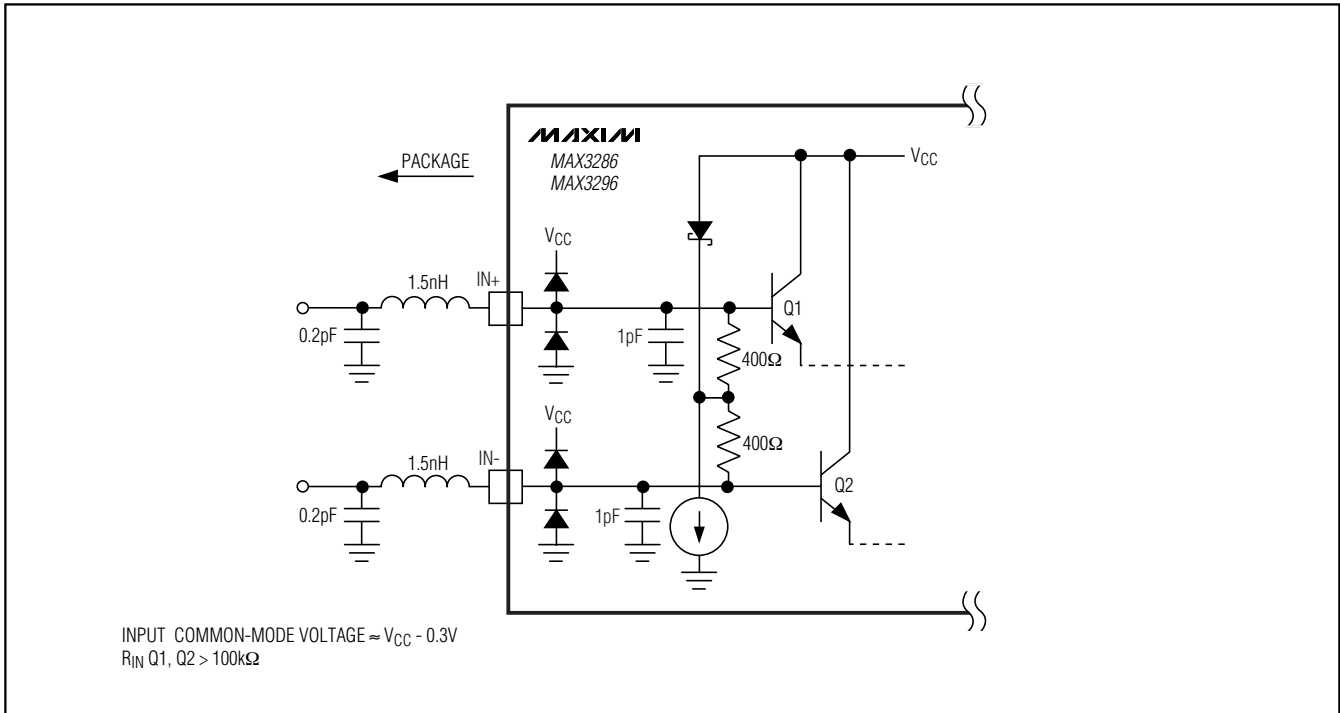 MAXIM
MAX3286
MAX3296
PACKAGE
VCC
VCC
1.5nH
IN+
0.2pF
1pF
Q1
400Ω
VCC
400Ω
1.5nH
IN-
0.2pF
1pF
Q2
INPUT COMMON-MODE VOLTAGE ≈ VCC - 0.3V
RIN Q1, Q2 > 100kΩ